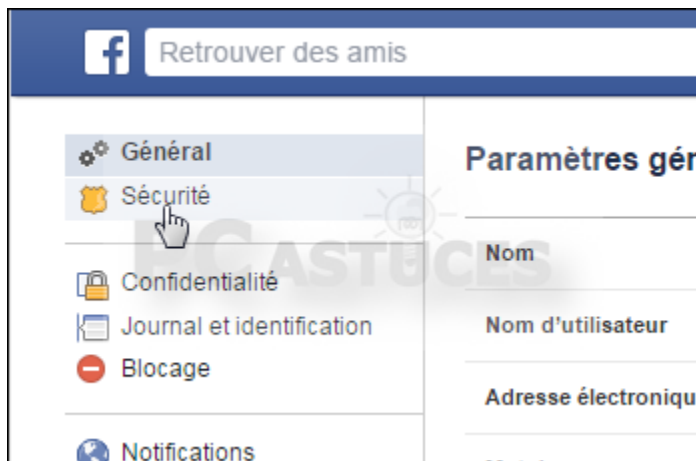 f
Retrouver des amis
Général
Sécurité
Confidentialité
Journal et identification
Blocage
Notifications
Paramètres gén
Nom
Nom d'utilisateur
Adresse électroniqu
PC ASTUCES